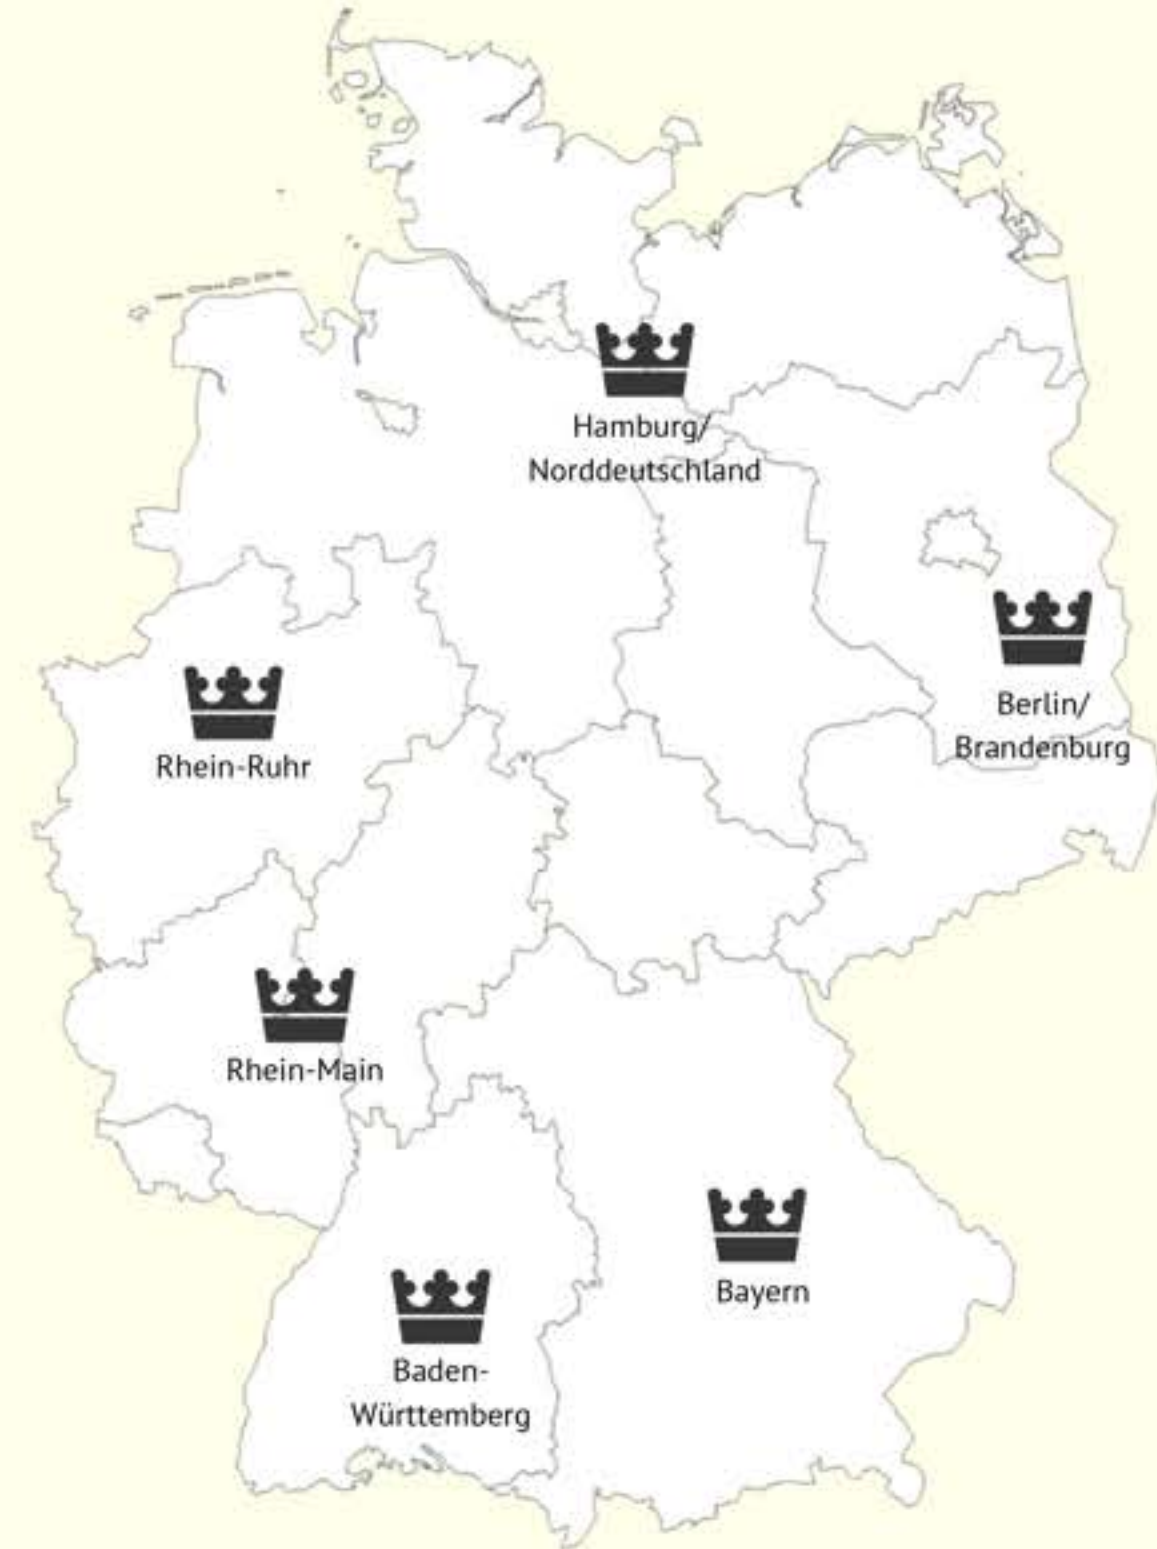 Hamburg/
Norddeutschland
Berlin/
Brandenburg
Rhein-Ruhr
Rhein-Main
Bayern
Baden-
Württemberg